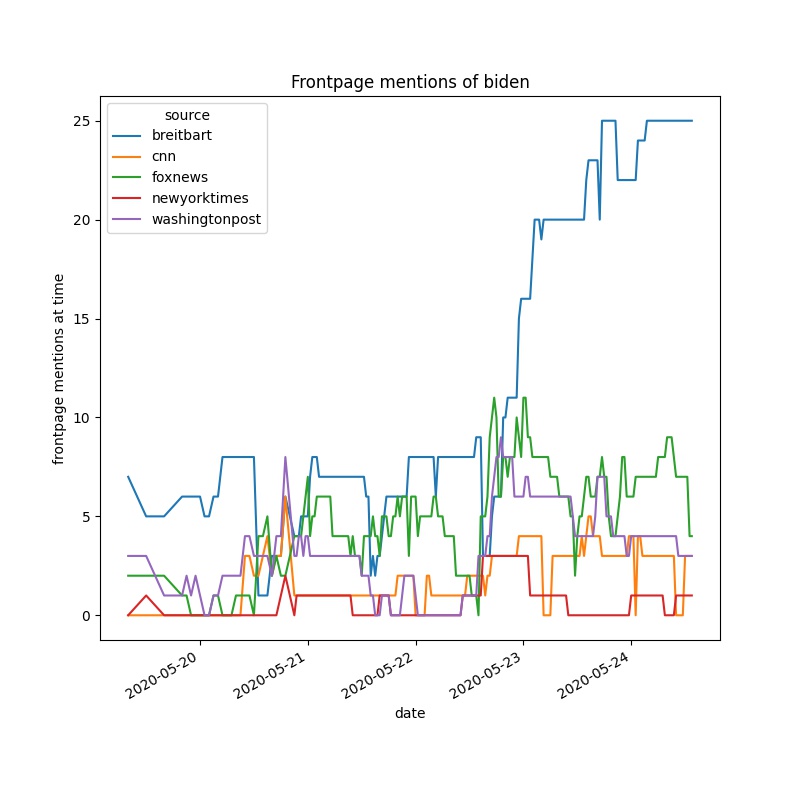 Frontpage mentions of biden
source
breitbart
cnn
foxnews
newyorktimes
washingtonpost
25
20
15
10
5
0
frontpage mentions at time
2020-05-20
2020-05-21
2020-05-22
2020-05-23
2020-05-24
date